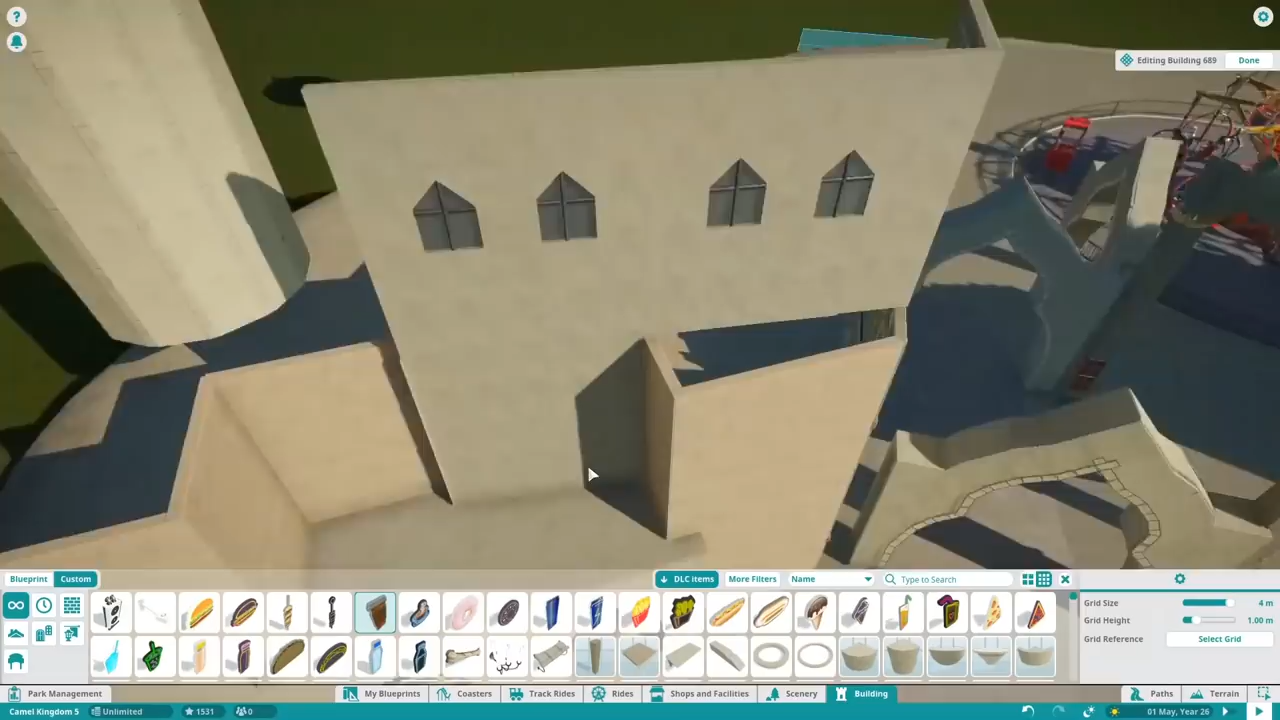 ?
Editing Building 689 Done
Blueprint Custom
DLC items More Filters Name Type to Search
Grid Size 4 m
Grid Height 1.00 m
Grid Reference Select Grid
Park Management My Blueprints Coasters Track Rides Rides Shops and Facilities Scenery Building Paths Terrain
Camel Kingdom 5 Unlimited 1531 0 01 May, Year 26